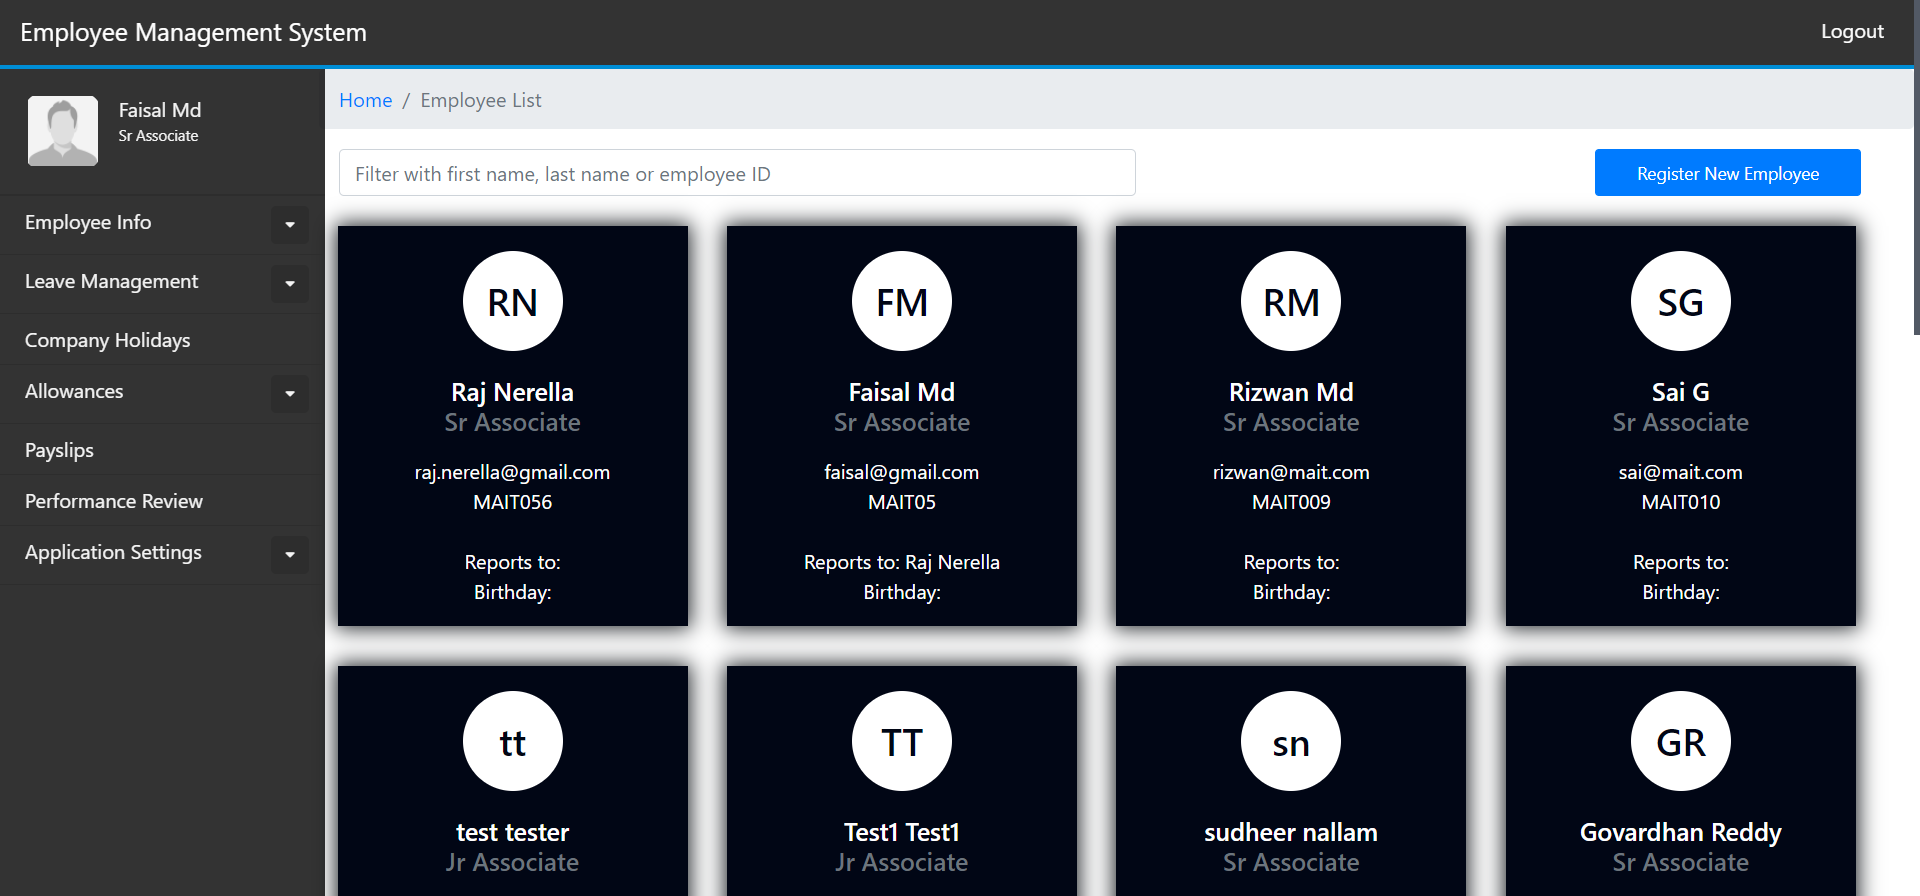 Employee Management System
Logout
Faisal Md
Sr Associate
Employee Info
Leave Management
Company Holidays
Allowances
Payslips
Performance Review
Application Settings
Home / Employee List
Filter with first name, last name or employee ID
Register New Employee
RN
Raj Nerella
Sr Associate
raj.nerella@gmail.com
MAIT056
Reports to:
Birthday:
FM
Faisal Md
Sr Associate
faisal@gmail.com
MAIT05
Reports to: Raj Nerella
Birthday:
RM
Rizwan Md
Sr Associate
rizwan@mait.com
MAIT009
Reports to:
Birthday:
SG
Sai G
Sr Associate
sai@mait.com
MAIT010
Reports to:
Birthday:
tt
test tester
Jr Associate
TT
Test1 Test1
Jr Associate
sn
sudheer nallam
Sr Associate
GR
Govardhan Reddy
Sr Associate